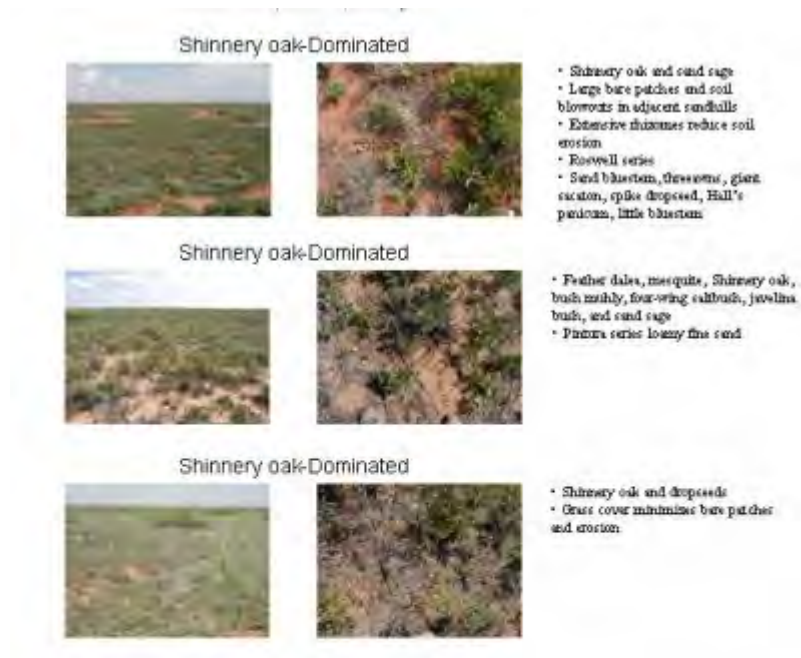 Shinnery oak-Dominated
• Shinnery oak and sand sage
• Large bare patches and soil
blowouts in adjacent sandhills
• Extensive rhizomes reduce soil
erosion
• Roswell series
• Sand bluestem, threeawns, giant
sacaton, spike dropseed, Hall's
panicum, little bluestem
Shinnery oak-Dominated
• Feather dalea, mesquite, Shinnery oak,
bush muhly, four-wing saltbush, javelina
bush, and sand sage
• Pintura series loamy fine sand
Shinnery oak-Dominated
• Shinnery oak and dropseeds
• Grass cover minimizes bare patches
and erosion